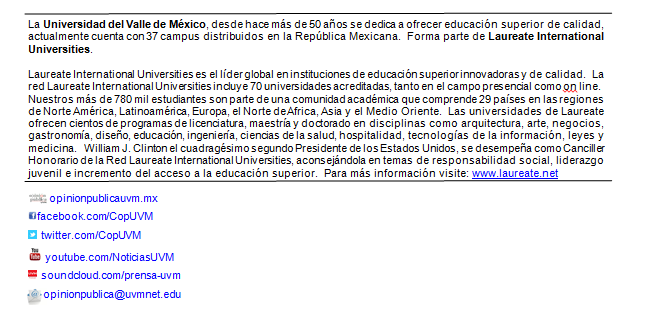 La Universidad del Valle de México, desde hace más de 50 años se dedica a ofrecer educación superior de calidad,
actualmente cuenta con 37 campus distribuidos en la República Mexicana. Forma parte de Laureate International
Universities.
Laureate International Universities es el líder global en instituciones de educación superior innovadoras y de calidad. La
red Laureate International Universities incluye 70 universidades acreditadas, tanto en el campo presencial como on line.
Nuestros más de 780 mil estudiantes son parte de una comunidad académica que comprende 29 países en las regiones
de Norte América, Latinoamérica, Europa, el Norte de Africa, Asia y el Medio Oriente. Las universidades de Laureate
ofrecen cientos de programas de licenciatura, maestría y doctorado en disciplinas como arquitectura, arte, negocios,
gastronomía, diseño, educación, ingeniería, ciencias de la salud, hospitalidad, tecnologías de la información, leyes y
medicina. William J. Clinton el cuadragésimo segundo Presidente de los Estados Unidos, se desempeña como Canciller
Honorario de la Red Laureate International Universities, aconsejándola en temas de responsabilidad social, liderazgo
juvenil e incremento del acceso a la educación superior. Para más información visite: www.laureate.net
opinionpublicauvm.mx
facebook.com/CopUVM
twitter.com/CopUVM
You youtube.com/NoticiasUVM
soundcloud.com/prensa-uvm
opinionpublica@uvmnet.edu